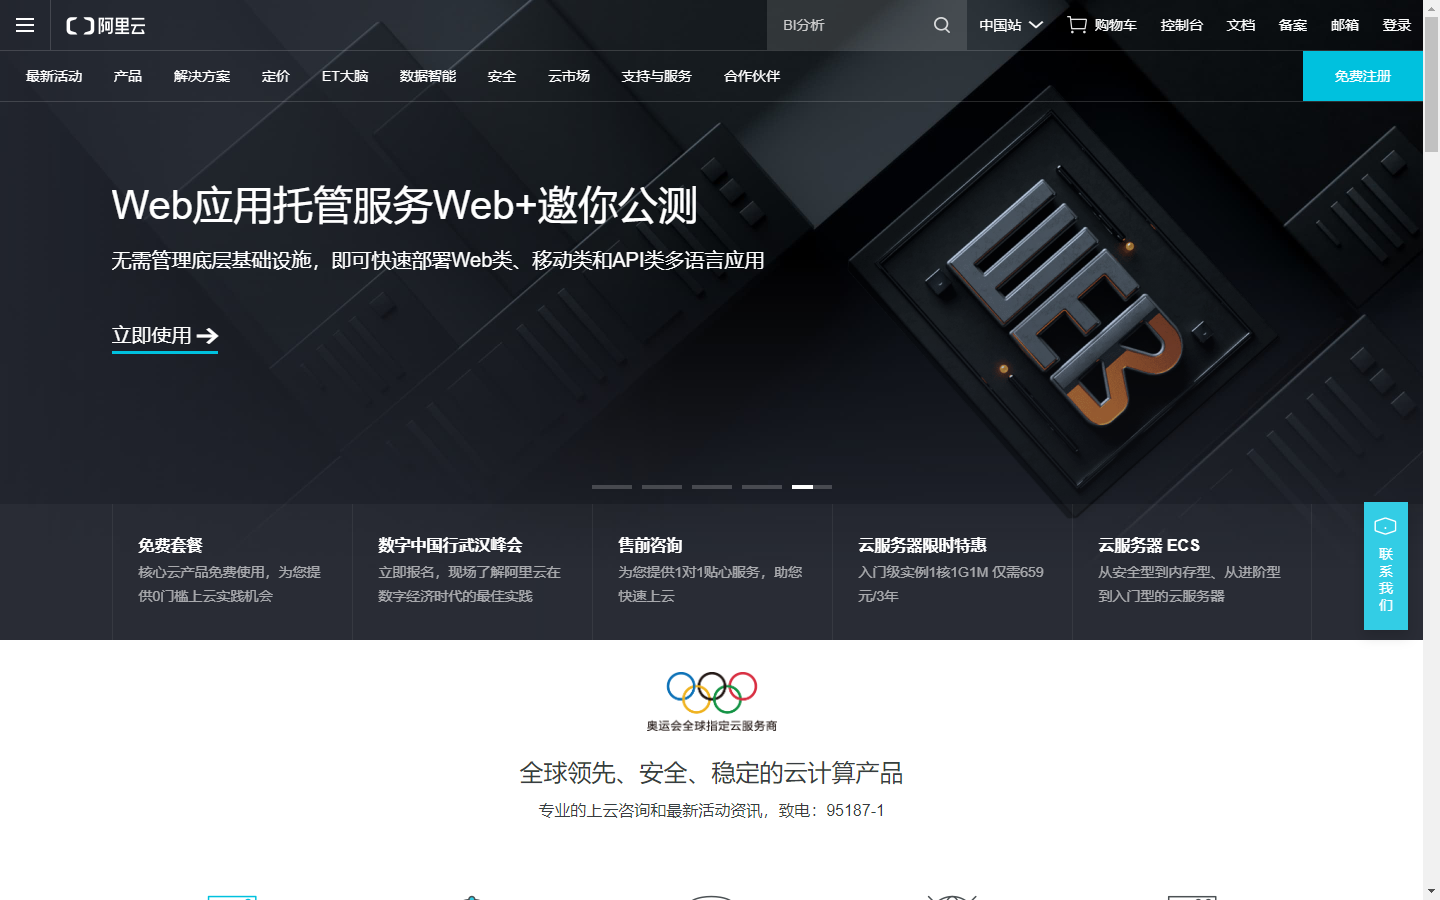 阿里云
BI分析
中国站
购物车
控制台
文档
备案
邮箱
登录
最新活动
产品
解决方案
定价
ET大脑
数据智能
安全
云市场
支持与服务
合作伙伴
免费注册
Web应用托管服务Web+邀你公测
无需管理底层基础设施，即可快速部署Web类、移动类和API类多语言应用
立即使用
WEB
免费套餐
核心云产品免费使用，为您提
供0门槛上云实践机会
数字中国行武汉峰会
立即报名，现场了解阿里云在
数字经济时代的最佳实践
售前咨询
为您提供1对1贴心服务，助您
快速上云
云服务器限时特惠
入门级实例1核1G1M 仅需659
元/3年
云服务器 ECS
从安全型到内存型、从进阶型
到入门型的云服务器
联系我们
奥运会全球指定云服务商
全球领先、安全、稳定的云计算产品
专业的上云咨询和最新活动资讯，致电：95187-1